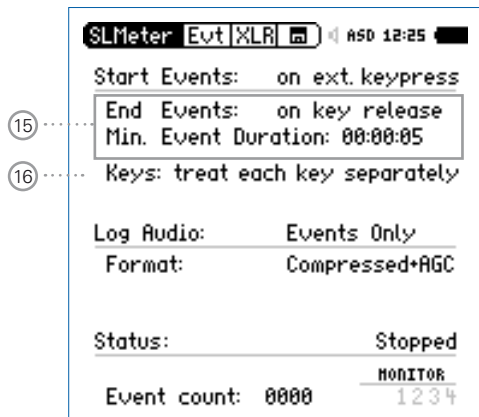 SLMeter Evt XLR ASD 12:25
Start Events: on ext. keypress
15 End Events: on key release
Min. Event Duration: 00:00:05
16 Keys: treat each key separately
Log Audio: Events Only
Format: Compressed+AGC
Status: Stopped
MONITOR
Event count: 0000 1234